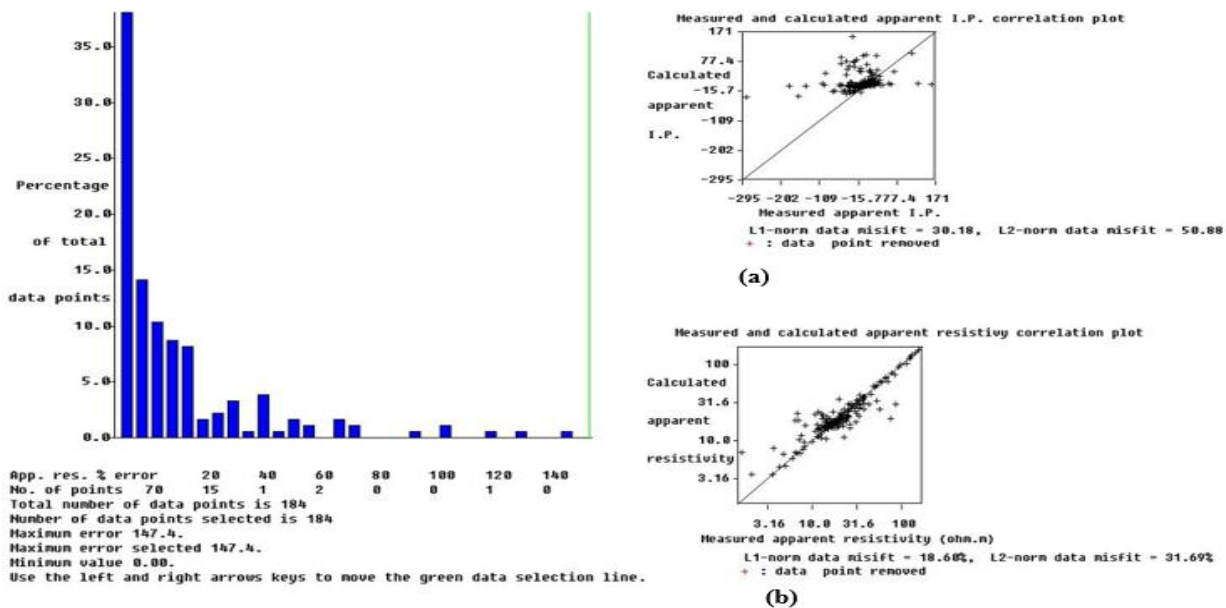 35.0
30.0
25.0
Percentage
20.0
of total
15.0
data points
10.0
5.0
0.0
App. res. % error 20 40 60 80 100 120 140
No. of points 70 15 1 2 0 0 1 0
Total number of data points is 184
Number of data points selected is 184
Maximum error 147.4.
Maximum error selected 147.4.
Minimum value 0.00.
Use the left and right arrows keys to move the green data selection line.
Measured and calculated apparent I.P. correlation plot
171
77.4
Calculated
-15.7
apparent
-109
I.P.
-202
-295
-295 -202 -109 -15.777.4 171
Measured apparent I.P.
L1-norm data misift = 30.18, L2-norm data misfit = 50.88
+ : data point removed
(a)
Measured and calculated apparent resistivy correlation plot
100
Calculated
31.6
apparent
10.0
resistivity
3.16
3.16 10.0 31.6 100
Measured apparent resistivity (ohm.m)
L1-norm data misift = 18.60%, L2-norm data misfit = 31.69%
+ : data point removed
(b)